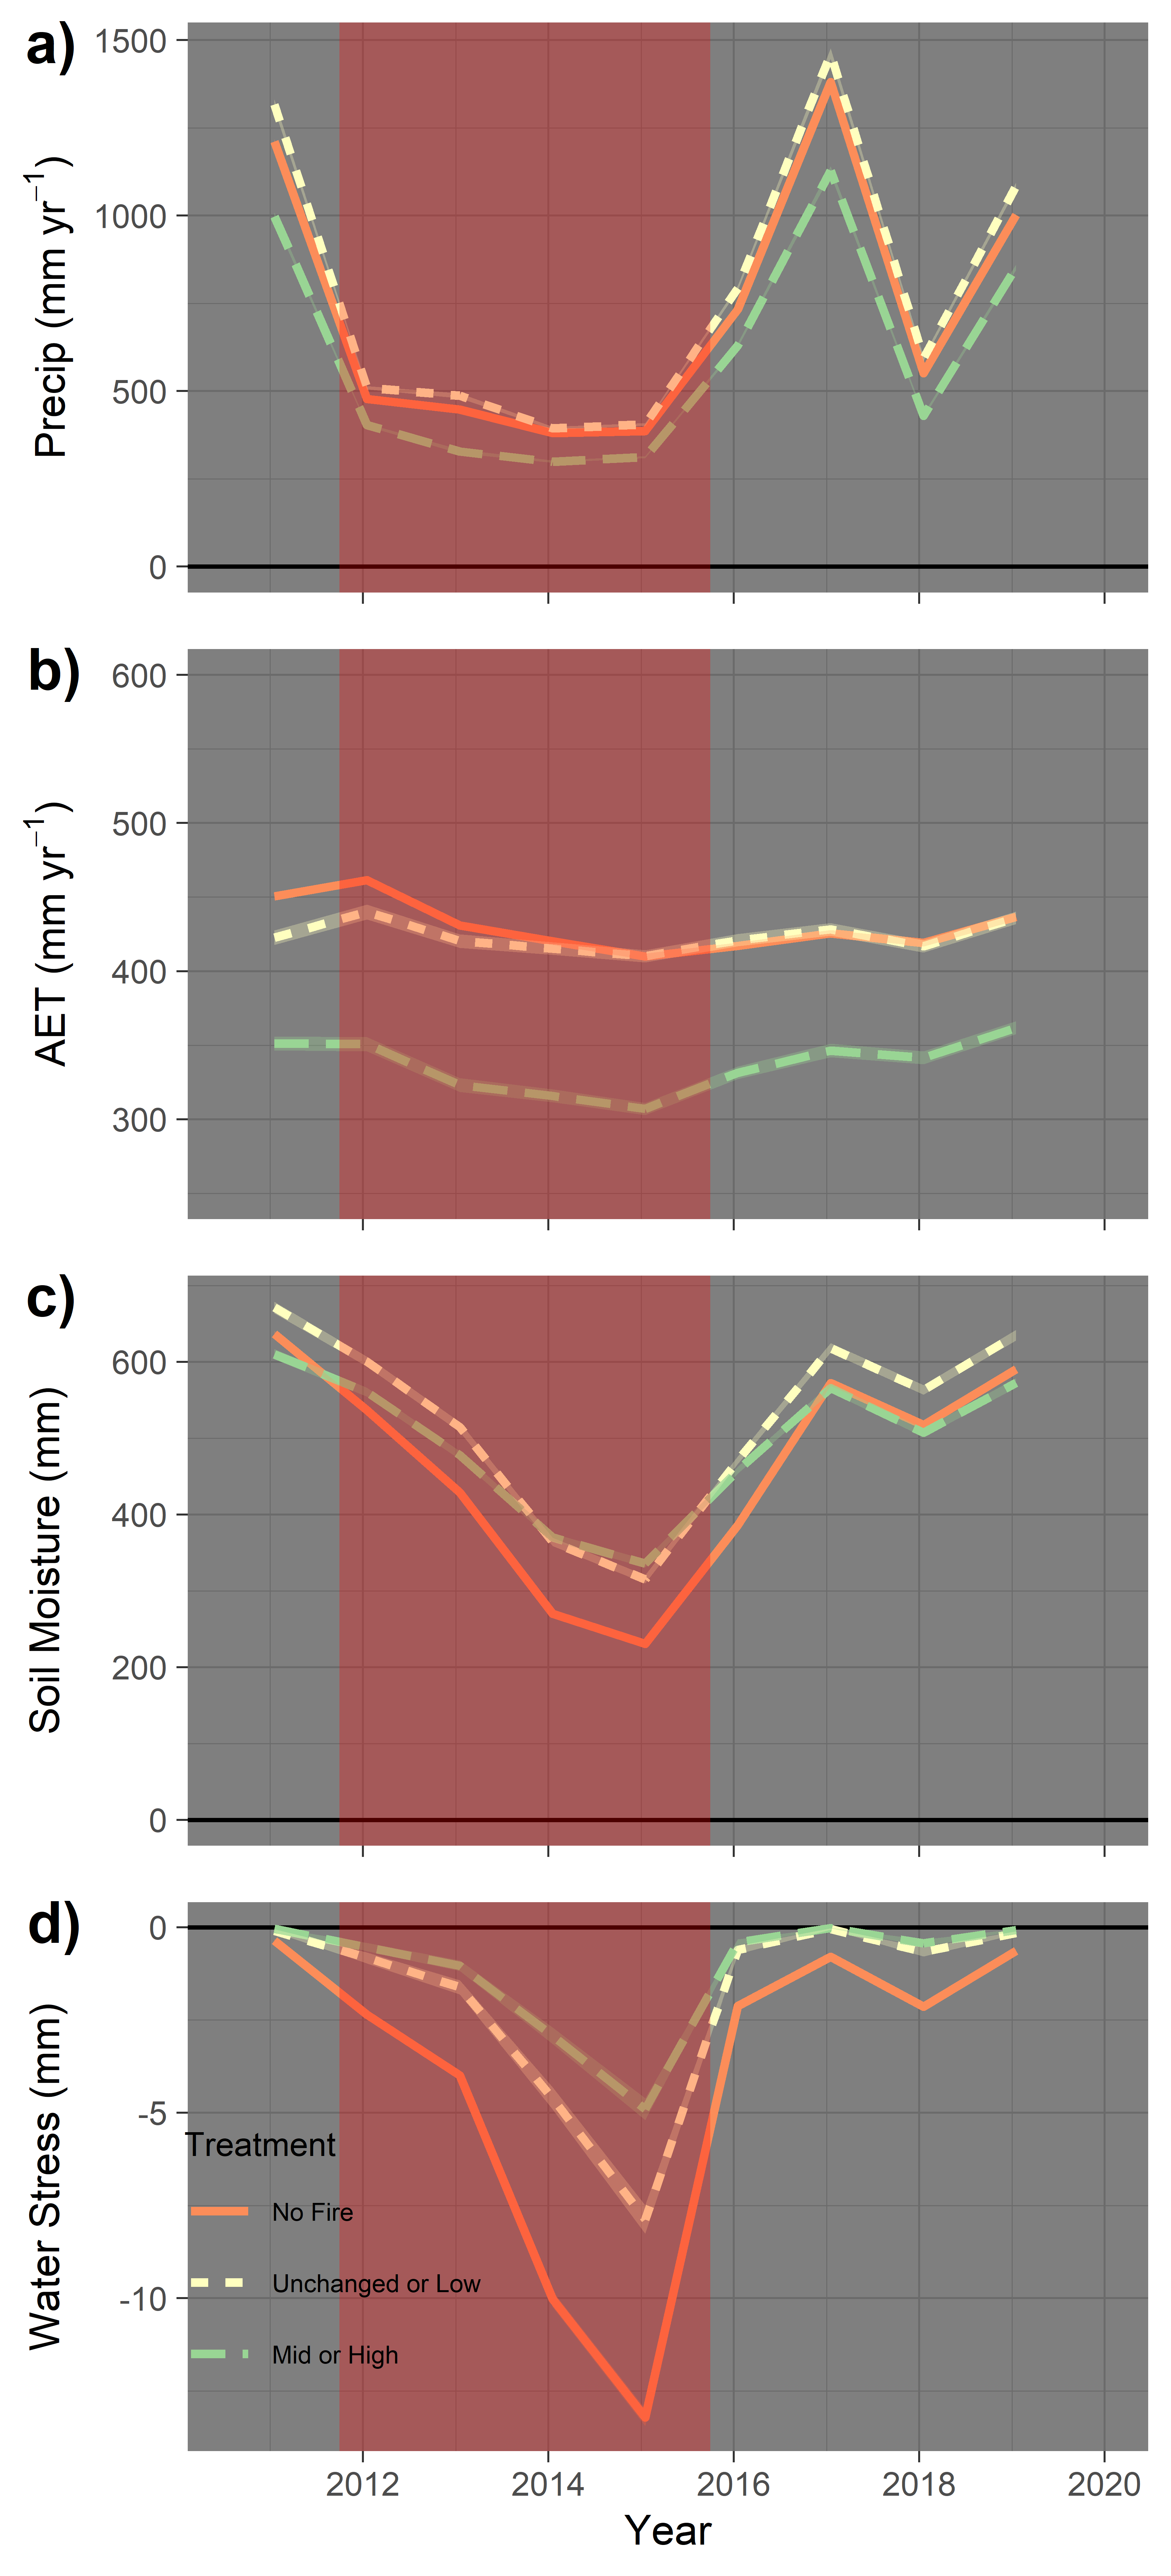 a)
1500
1000
500
0
Precip (mm yr⁻¹)
b)
600
500
400
300
AET (mm yr⁻¹)
c)
600
400
200
0
Soil Moisture (mm)
d)
0
-5
-10
Water Stress (mm)
Treatment
No Fire
Unchanged or Low
Mid or High
2012 2014 2016 2018 2020
Year